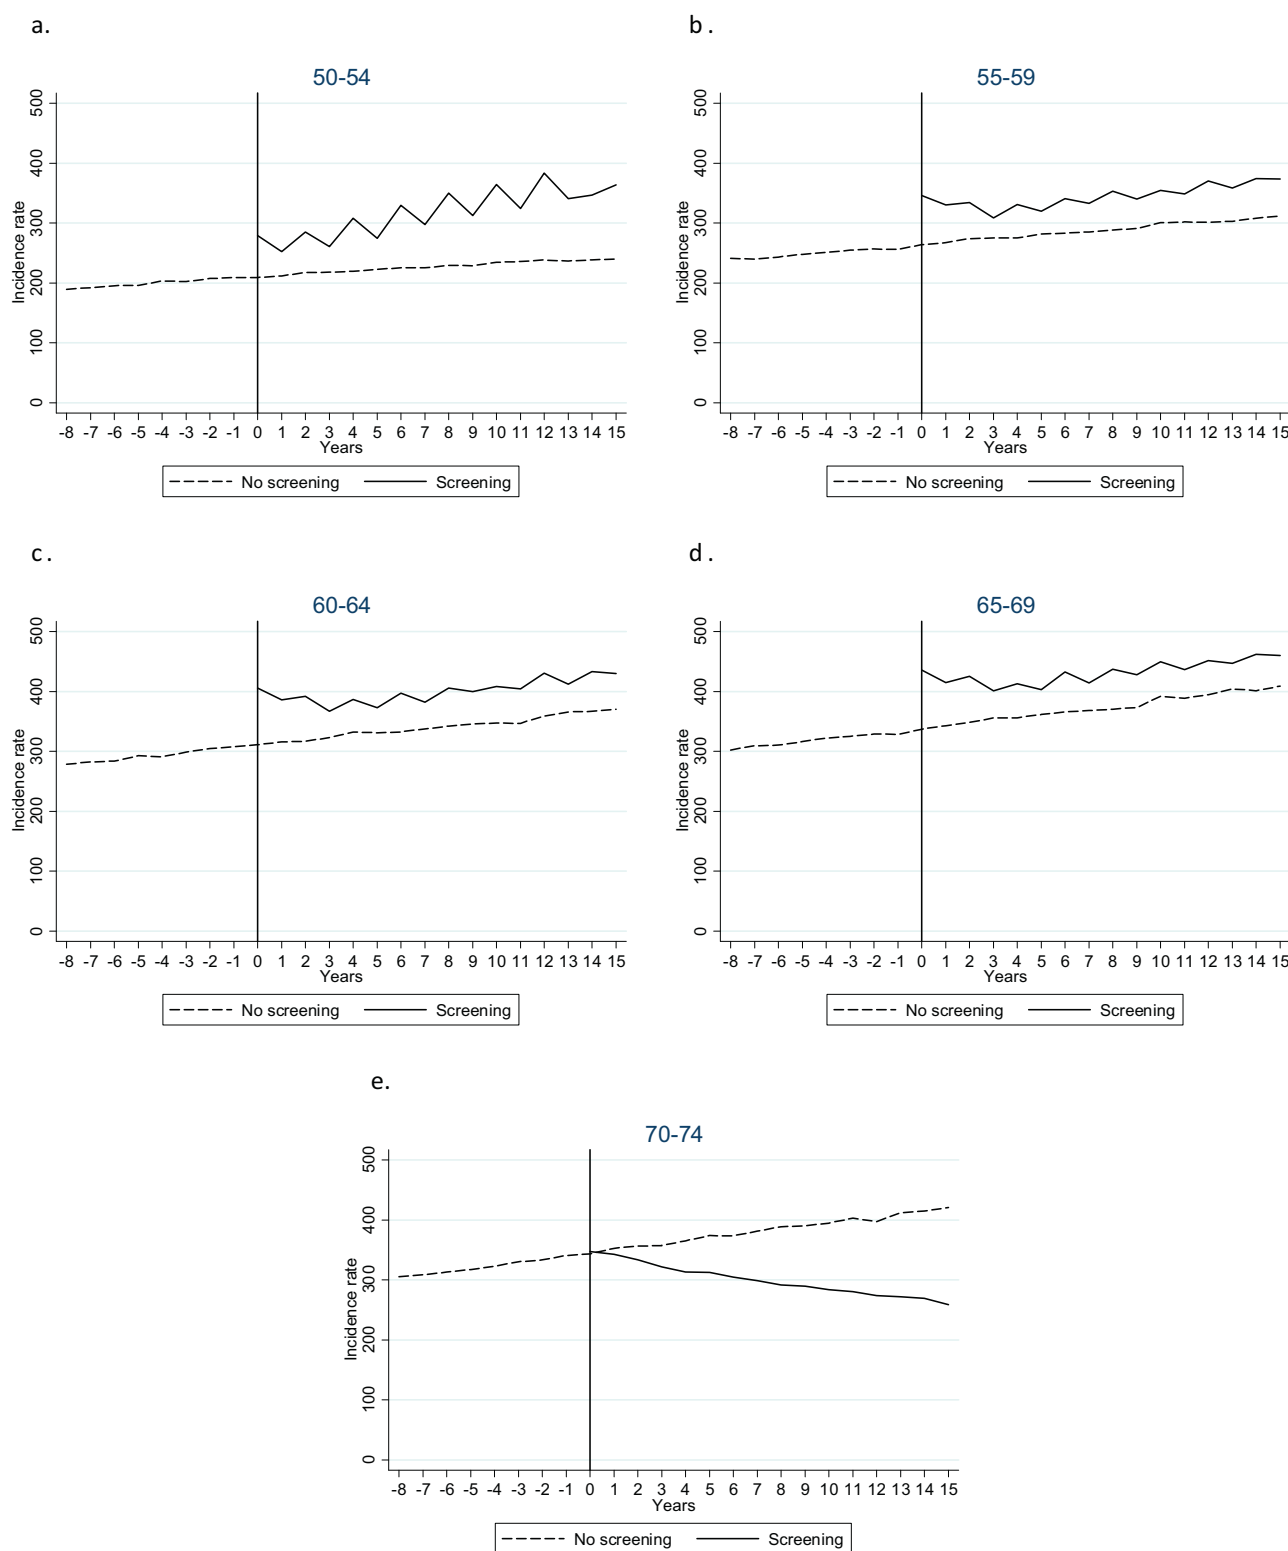 a.
50-54
Incidence rate
500
400
300
200
100
0
-8 -7 -6 -5 -4 -3 -2 -1 0 1 2 3 4 5 6 7 8 9 10 11 12 13 14 15
Years
No screening Screening
b .
55-59
Incidence rate
500
400
300
200
100
0
-8 -7 -6 -5 -4 -3 -2 -1 0 1 2 3 4 5 6 7 8 9 10 11 12 13 14 15
Years
No screening Screening
c .
60-64
Incidence rate
500
400
300
200
100
0
-8 -7 -6 -5 -4 -3 -2 -1 0 1 2 3 4 5 6 7 8 9 10 11 12 13 14 15
Years
No screening Screening
d .
65-69
Incidence rate
500
400
300
200
100
0
-8 -7 -6 -5 -4 -3 -2 -1 0 1 2 3 4 5 6 7 8 9 10 11 12 13 14 15
Years
No screening Screening
e.
70-74
Incidence rate
500
400
300
200
100
0
-8 -7 -6 -5 -4 -3 -2 -1 0 1 2 3 4 5 6 7 8 9 10 11 12 13 14 15
Years
No screening Screening